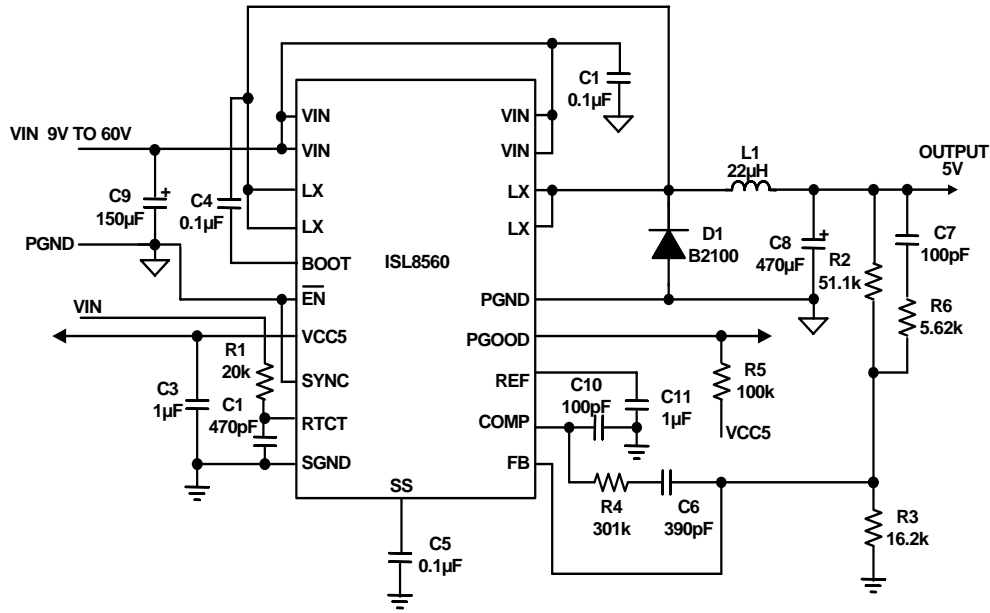 C1
0.1µF
VIN
VIN
VIN 9V TO 60V
VIN
VIN
L1
22µH
OUTPUT
5V
C9
150µF
+
C4
0.1µF
LX
LX
LX
LX
PGND
BOOT
ISL8560
D1
B2100
C8
470µF
+
R2
51.1k
C7
100pF
R6
5.62k
EN
PGND
VIN
VCC5
PGOOD
R1
20k
SYNC
REF
C10
100pF
C11
1µF
R5
100k
VCC5
C3
1µF
C1
470pF
RTCT
COMP
SGND
FB
R4
301k
C6
390pF
R3
16.2k
SS
C5
0.1µF